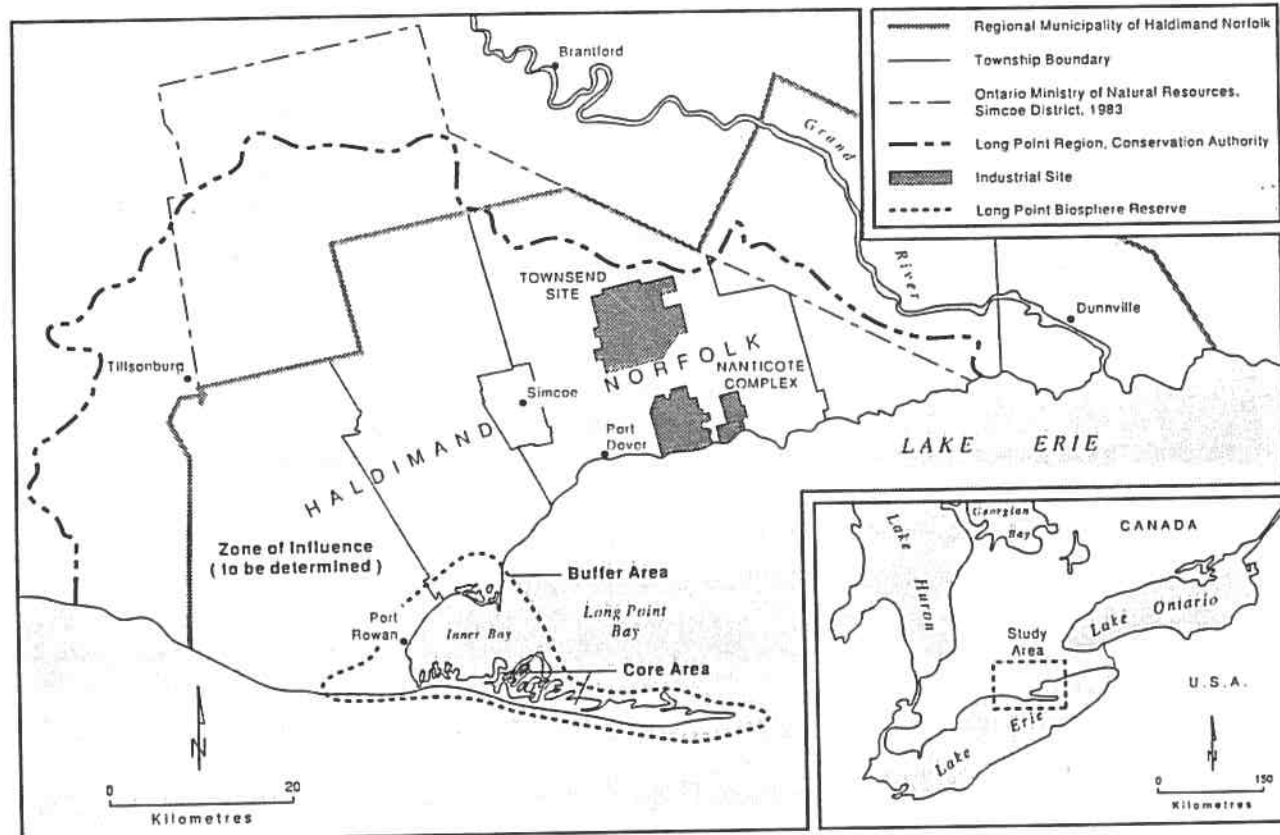 Brantford
Grand
River
Dunnville
TOWNSEND
SITE
NORFOLK
NANTICOTE
COMPLEX
Tillsonburg
Simcoe
Port
Dover
HALDIMAND
LAKE ERIE
Zone of Influence
( to be determined )
Buffer Area
Long Point
Bay
Port
Rowan
Inner Bay
Core Area
N
0 20
Kilometres
Regional Municipality of Haldimand Norfolk
Township Boundary
Ontario Ministry of Natural Resources,
Simcoe District, 1983
Long Point Region, Conservation Authority
Industrial Site
Long Point Biosphere Reserve
Lake
Huron
Georgian
Bay
CANADA
Lake Ontario
Study
Area
U.S.A.
Lake Erie
N
0 150
Kilometres